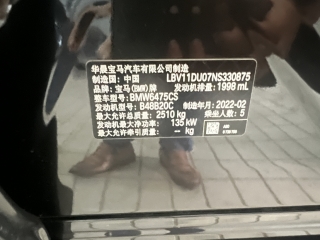 华晨宝马汽车有限公司制造
制造国：中国 LBV11DU07NS330875
品牌：宝马(BMW)牌 发动机排量：1998 mL
整车型号：BMW6475CS
发动机型号：B48B20C 制造年月：2022-02
最大允许总质量：2510 kg 乘坐人数：5
发动机最大净功率：135 kW
最大允许牵引质量：— kg